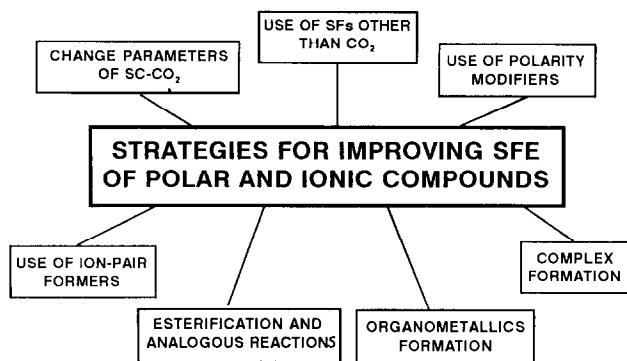 USE OF SFs OTHER
THAN CO₂
CHANGE PARAMETERS
OF SC-CO₂
USE OF POLARITY
MODIFIERS
STRATEGIES FOR IMPROVING SFE
OF POLAR AND IONIC COMPOUNDS
USE OF ION-PAIR
FORMERS
COMPLEX
FORMATION
ESTERIFICATION AND
ANALOGOUS REACTIONS
ORGANOMETALLICS
FORMATION